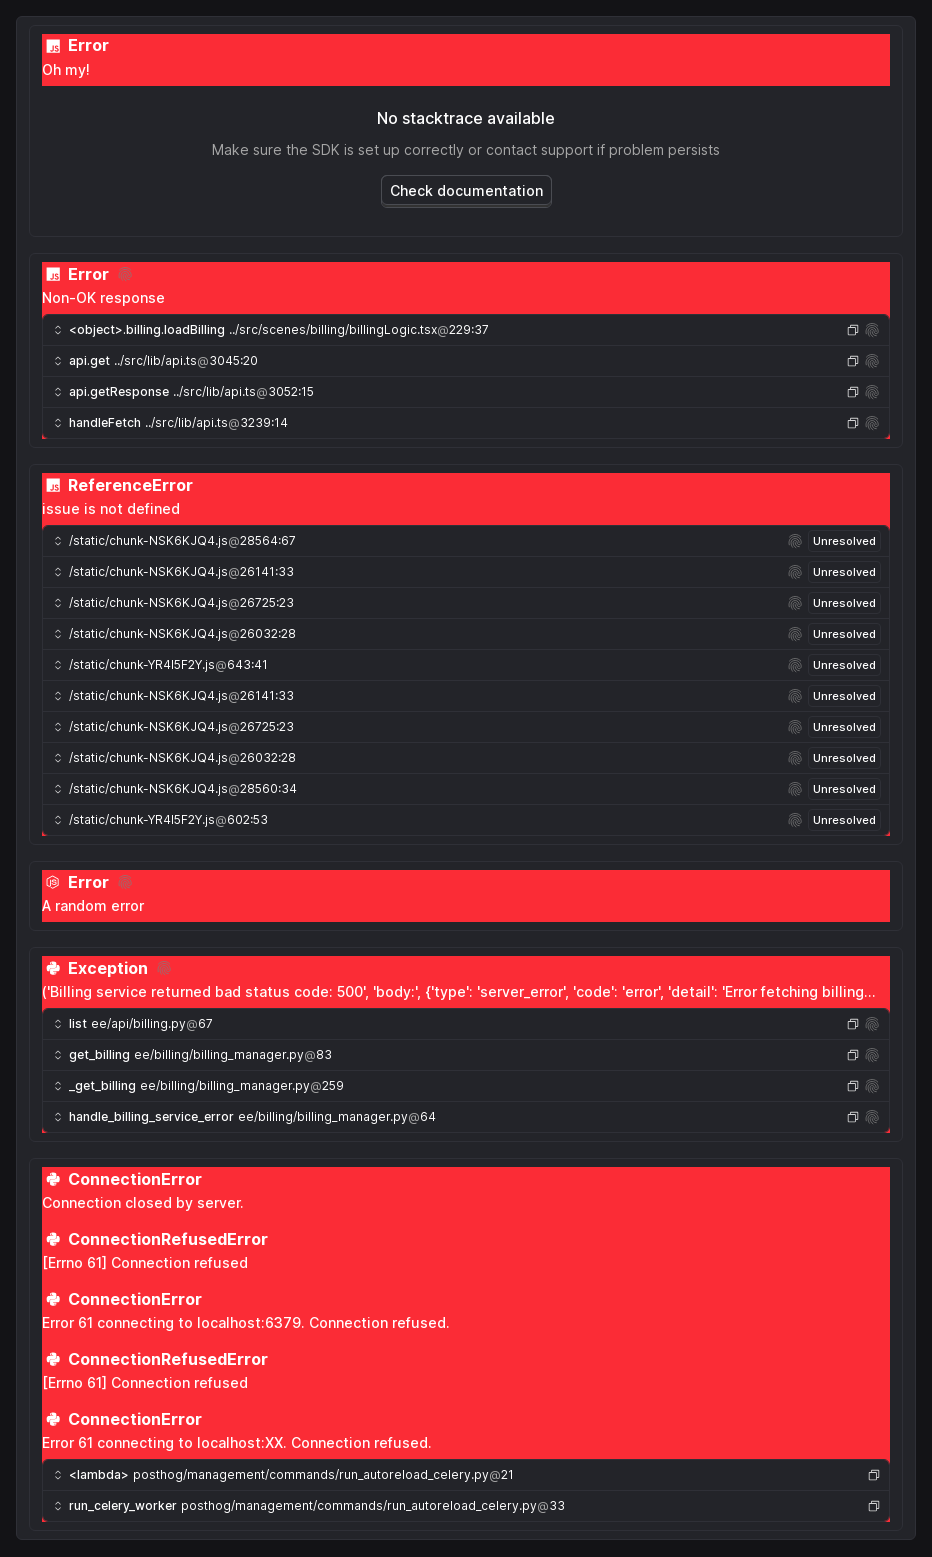 Error
Oh my!
No stacktrace available
Make sure the SDK is set up correctly or contact support if problem persists
Check documentation
Error
Non-OK response
<object>.billing.loadBilling ../src/scenes/billing/billingLogic.tsx@229:37
api.get ../src/lib/api.ts@3045:20
api.getResponse ../src/lib/api.ts@3052:15
handleFetch ../src/lib/api.ts@3239:14
ReferenceError
issue is not defined
/static/chunk-NSK6KJQ4.js@28564:67 Unresolved
/static/chunk-NSK6KJQ4.js@26141:33 Unresolved
/static/chunk-NSK6KJQ4.js@26725:23 Unresolved
/static/chunk-NSK6KJQ4.js@26032:28 Unresolved
/static/chunk-YR4I5F2Y.js@643:41 Unresolved
/static/chunk-NSK6KJQ4.js@26141:33 Unresolved
/static/chunk-NSK6KJQ4.js@26725:23 Unresolved
/static/chunk-NSK6KJQ4.js@26032:28 Unresolved
/static/chunk-NSK6KJQ4.js@28560:34 Unresolved
/static/chunk-YR4I5F2Y.js@602:53 Unresolved
Error
A random error
Exception
('Billing service returned bad status code: 500', 'body:', {'type': 'server_error', 'code': 'error', 'detail': 'Error fetching billing...
list ee/api/billing.py@67
get_billing ee/billing/billing_manager.py@83
_get_billing ee/billing/billing_manager.py@259
handle_billing_service_error ee/billing/billing_manager.py@64
ConnectionError
Connection closed by server.
ConnectionRefusedError
[Errno 61] Connection refused
ConnectionError
Error 61 connecting to localhost:6379. Connection refused.
ConnectionRefusedError
[Errno 61] Connection refused
ConnectionError
Error 61 connecting to localhost:XX. Connection refused.
<lambda> posthog/management/commands/run_autoreload_celery.py@21
run_celery_worker posthog/management/commands/run_autoreload_celery.py@33